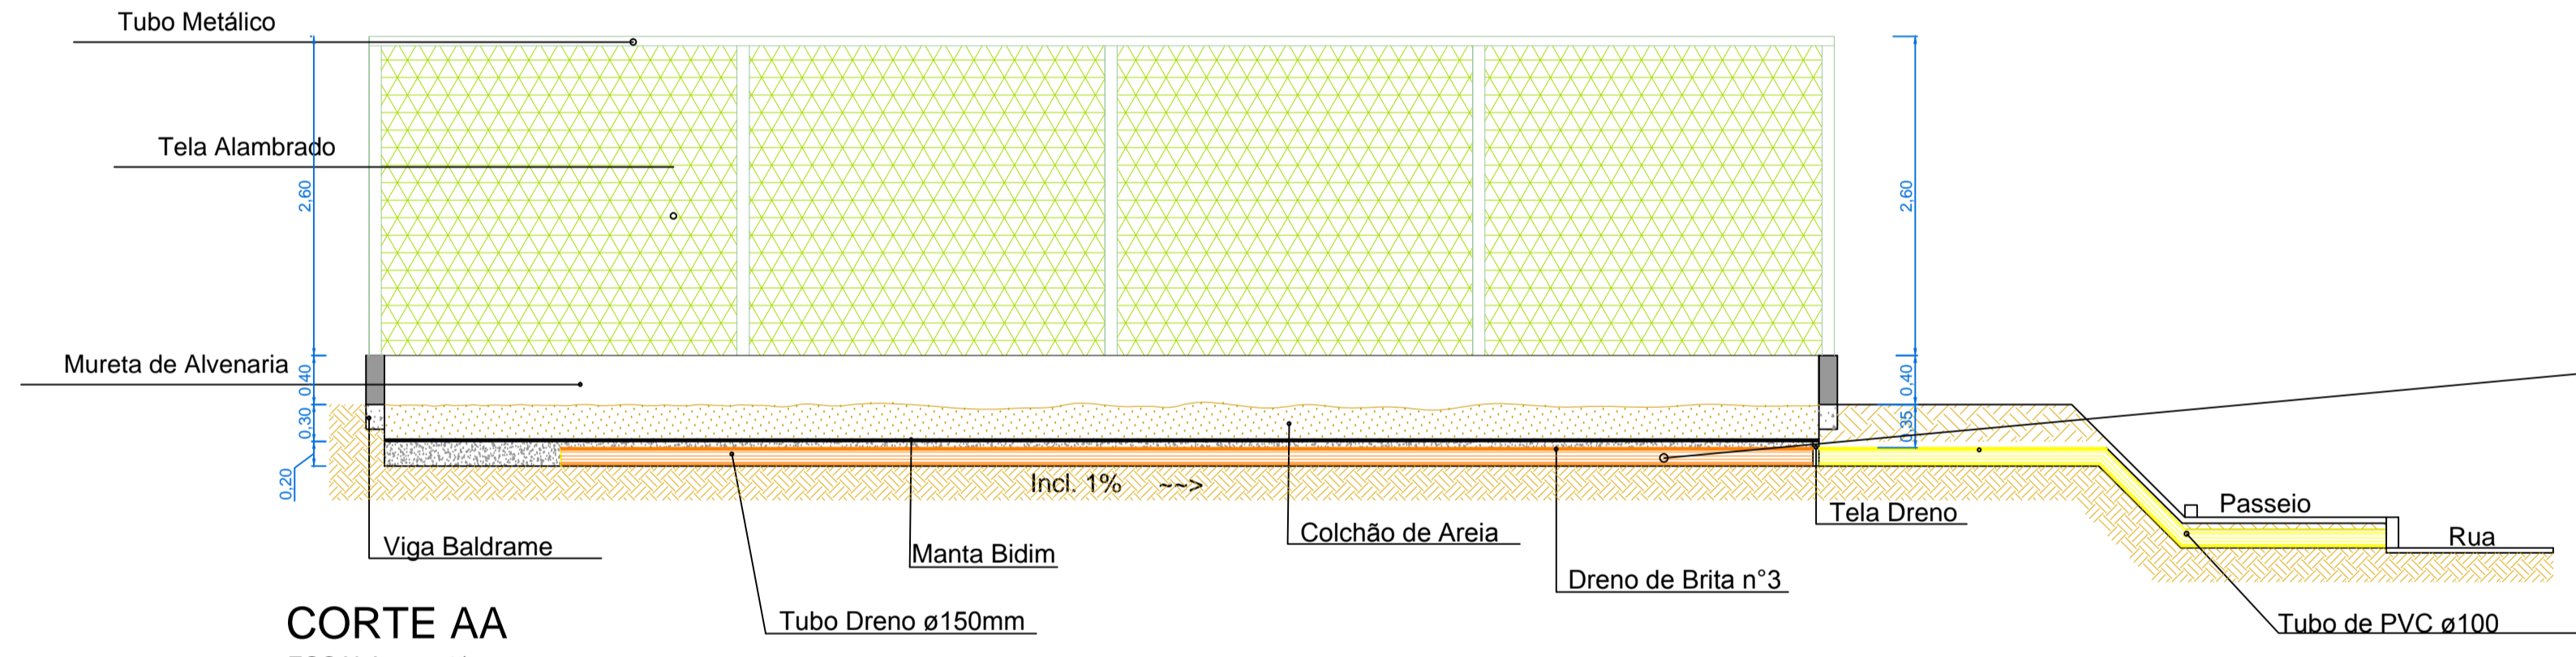 Tubo Metálico
Tela Alambrado
2,60
2,60
Mureta de Alvenaria
0,40
0,40
0,30
0,35
0,20
Incl. 1% ~~>
Passeio
Tela Dreno
Colchão de Areia
Rua
Viga Baldrame
Manta Bidim
Dreno de Brita n°3
CORTE AA
Tubo Dreno ø150mm
Tubo de PVC ø100